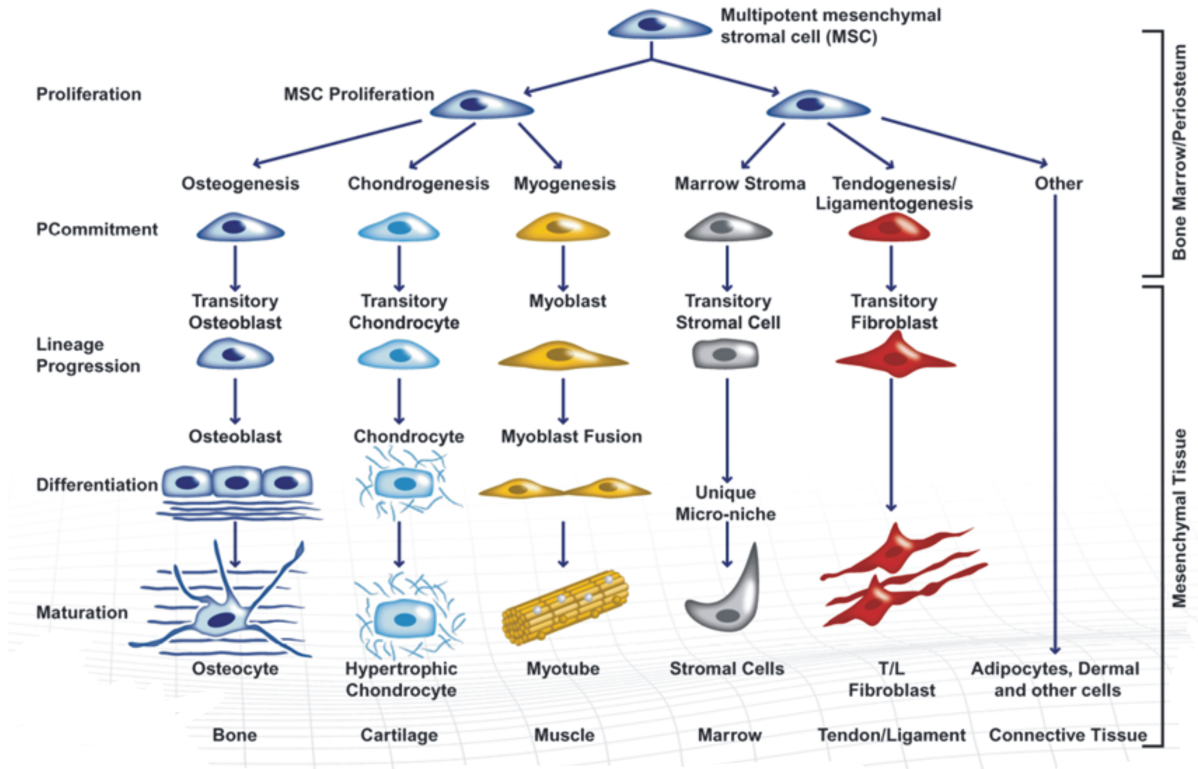 Multipotent mesenchymal
stromal cell (MSC)
Proliferation
MSC Proliferation
Osteogenesis
Chondrogenesis
Myogenesis
Marrow Stroma
Tendogenesis/
Ligamentogenesis
Other
PCommitment
Transitory
Osteoblast
Transitory
Chondrocyte
Myoblast
Transitory
Stromal Cell
Transitory
Fibroblast
Lineage
Progression
Osteoblast
Chondrocyte
Myoblast Fusion
Differentiation
Unique
Micro-niche
Maturation
Osteocyte
Hypertrophic
Chondrocyte
Myotube
Stromal Cells
T/L
Fibroblast
Adipocytes, Dermal
and other cells
Bone
Cartilage
Muscle
Marrow
Tendon/Ligament
Connective Tissue
Bone Marrow/Periosteum
Mesenchymal Tissue